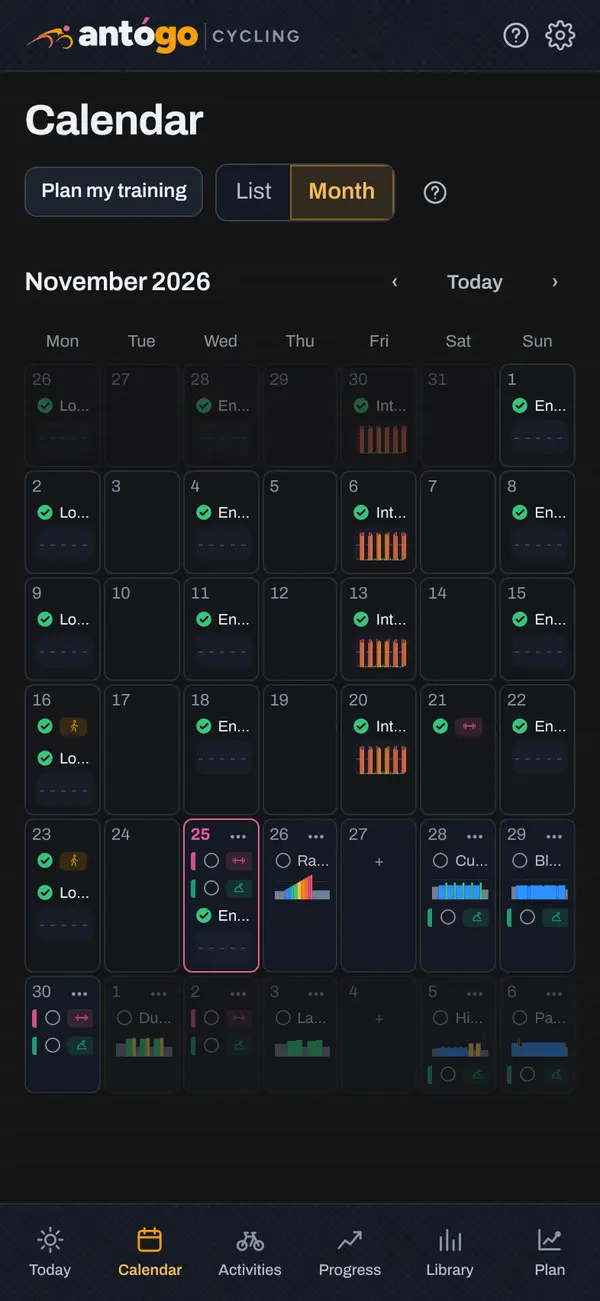 antógo CYCLING
Calendar
Plan my training List Month
November 2026 ‹ Today ›
Mon Tue Wed Thu Fri Sat Sun
26 27 28 29 30 31 1
Lo... En... Int... En...
2 3 4 5 6 7 8
Lo... En... Int... En...
9 10 11 12 13 14 15
Lo... En... Int... En...
16 17 18 19 20 21 22
En... Int... En...
Lo...
23 24 25 ... 26 ... 27 28 ... 29 ...
Ra... + Cu... Bl...
Lo...
En...
30 ... 1 ... 2 ... 3 ... 4 5 ... 6 ...
Du... La... + Hi... Pa...
Today Calendar Activities Progress Library Plan